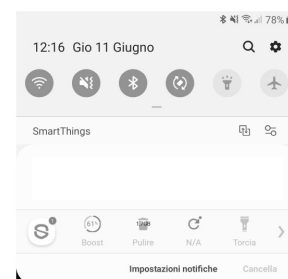 78%
12:16 Gio 11 Giugno
SmartThings
61%
Boost Pulire N/A Torcia
Impostazioni notifiche Cancella